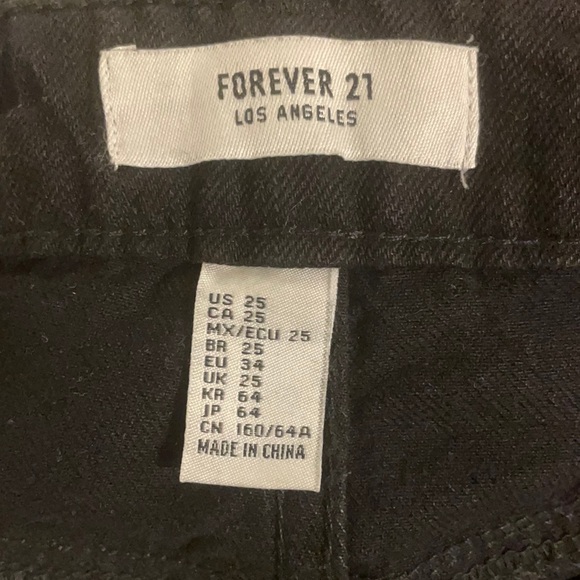 FOREVER 21
LOS ANGELES
US 25
CA 25
MX/ECU 25
BR 25
EU 34
UK 25
KR 64
JP 64
CN 160/64A
MADE IN CHINA